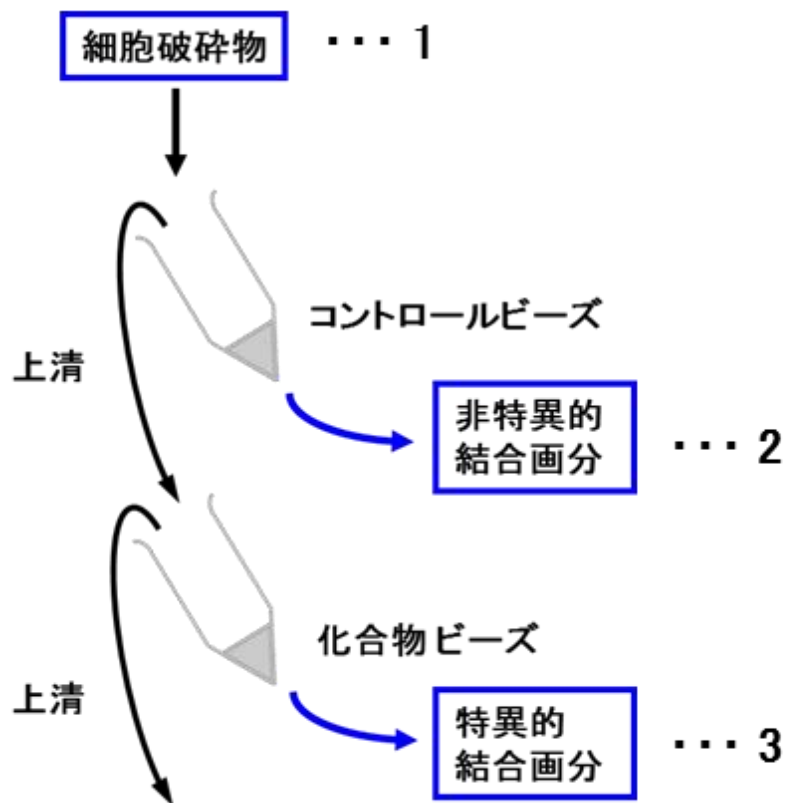 細胞破砕物 ・・・ 1
コントロールビーズ
上清
非特異的
結合画分 ・・・ 2
化合物ビーズ
上清
特異的
結合画分 ・・・ 3